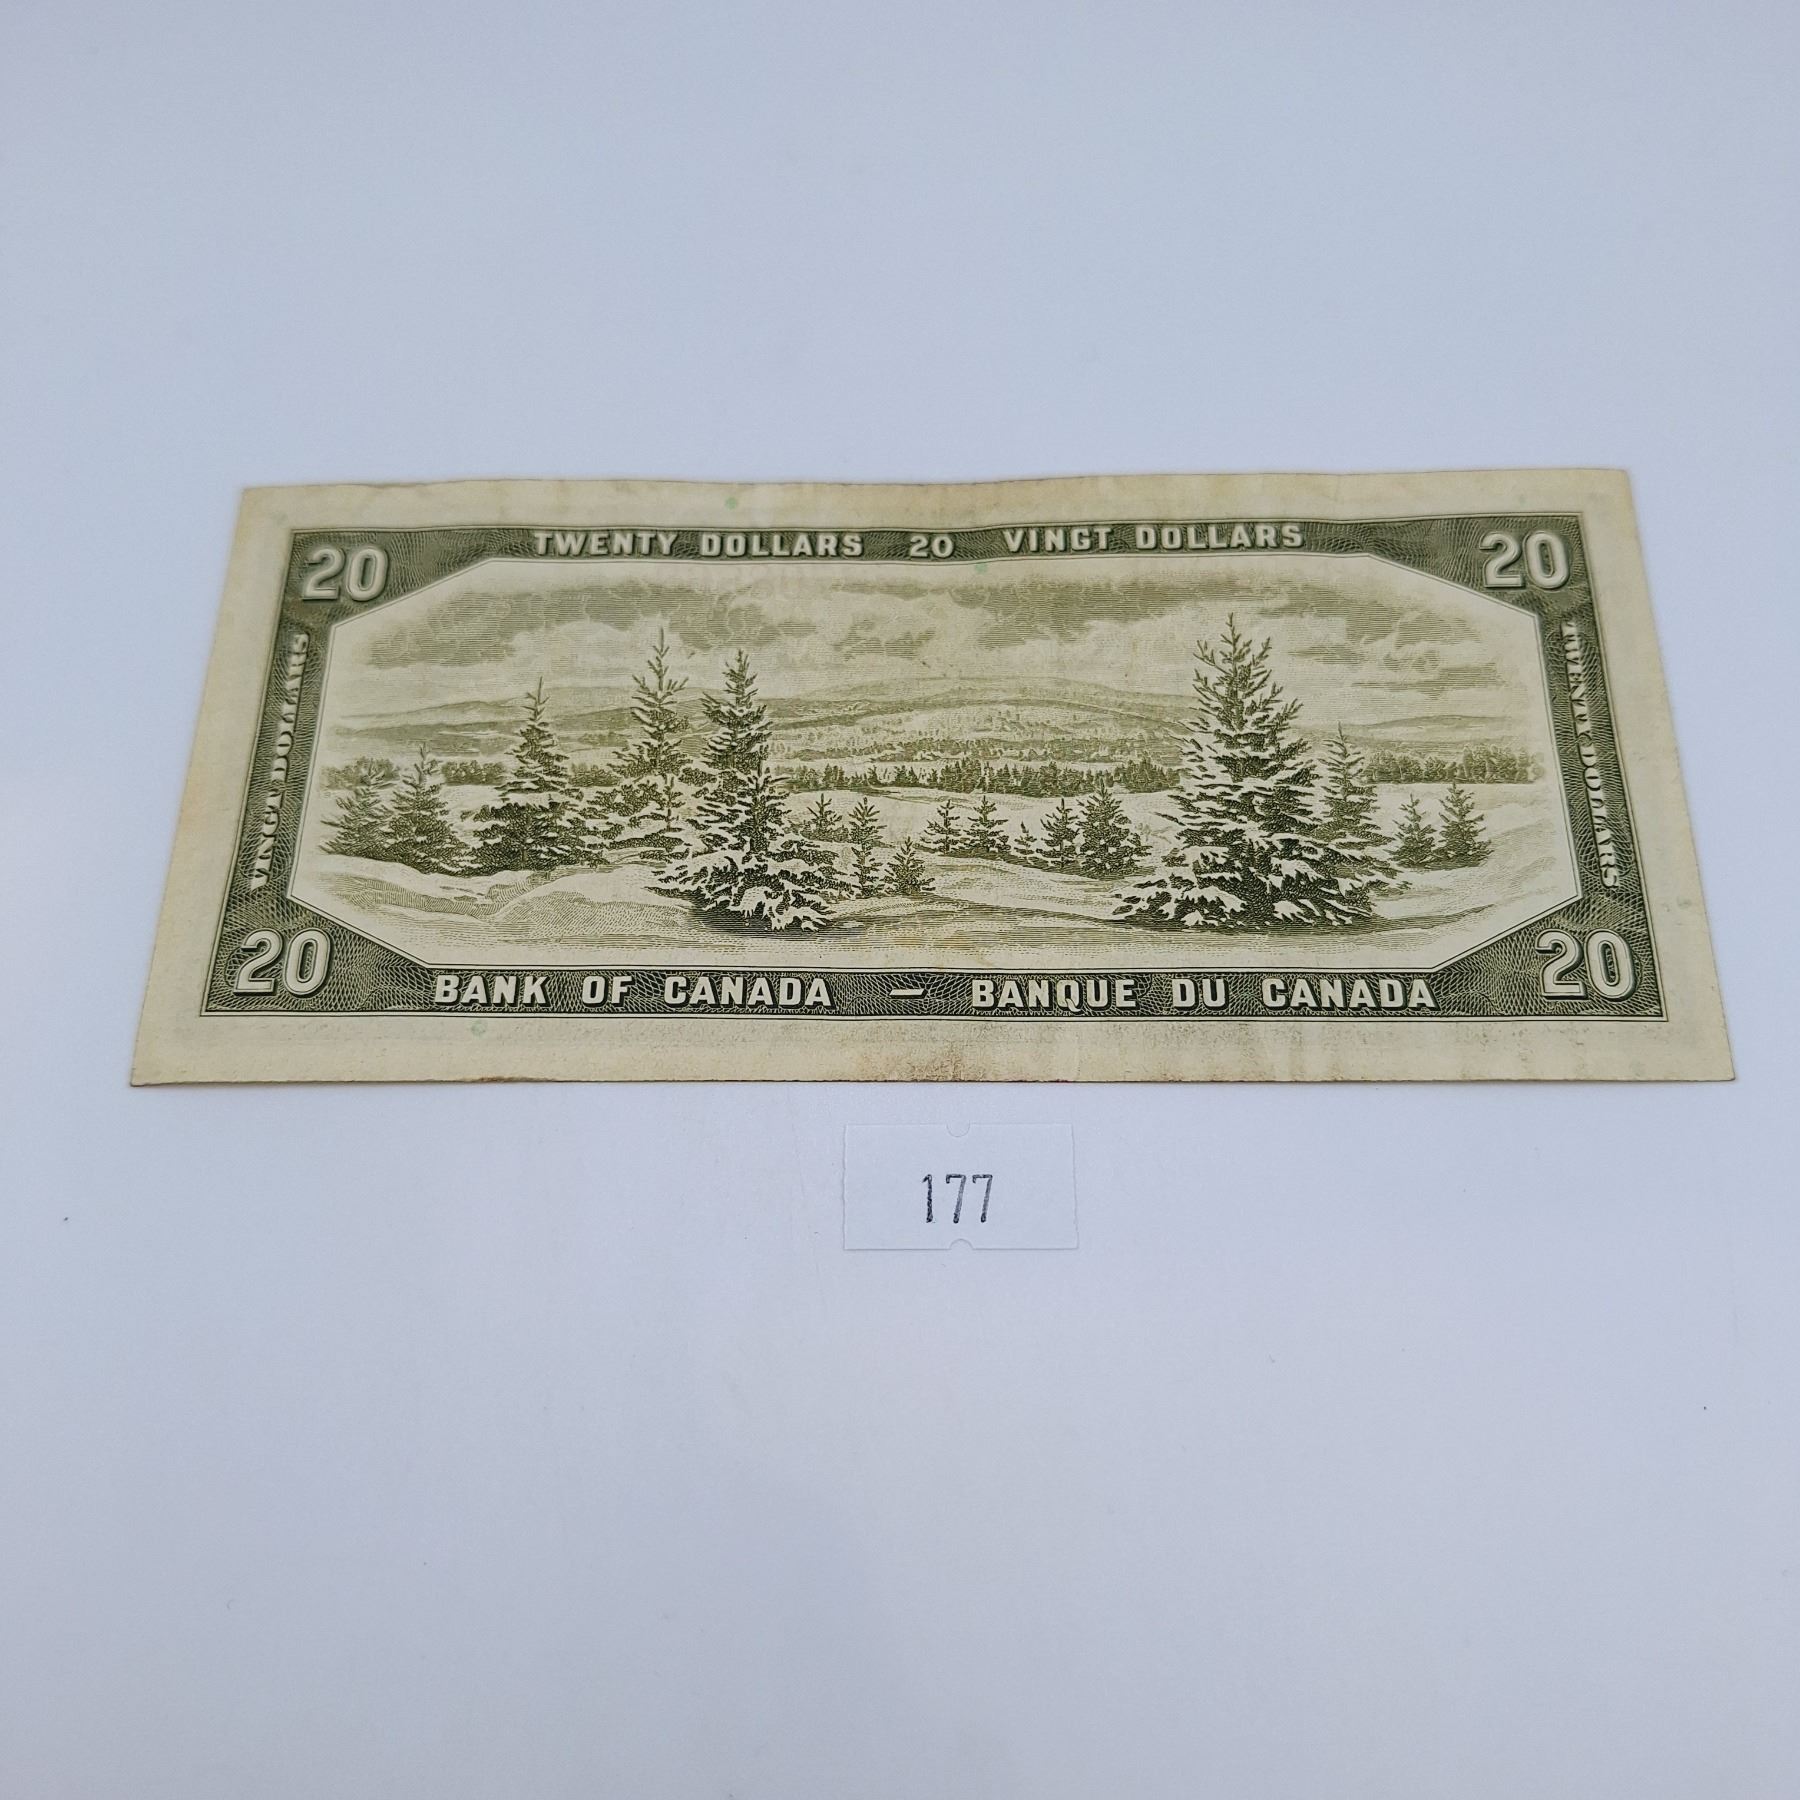 20 TWENTY DOLLARS 20 VINGT DOLLARS 20
VINGT DOLLARS
TWENTY DOLLARS
20 BANK OF CANADA — BANQUE DU CANADA 20
177